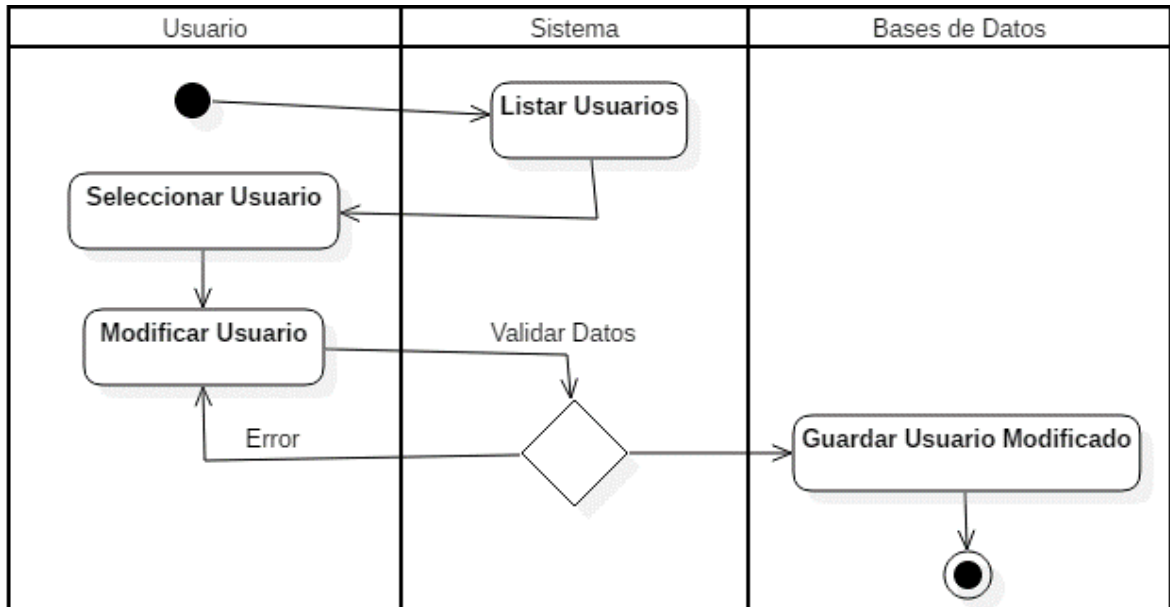 Usuario
Sistema
Bases de Datos
Listar Usuarios
Seleccionar Usuario
Modificar Usuario
Validar Datos
Error
Guardar Usuario Modificado